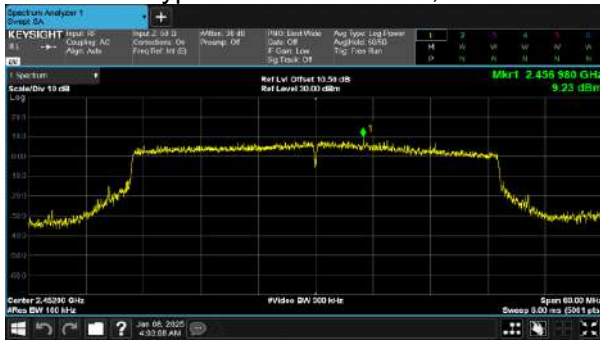 Spectrum Analyzer 1
Swept SA
KEYSIGHT Input: RF
Coupling: AC
Align: Auto
Input Z: 50 Ω
Corrections: On
Freq Ref: Int (S)
Atten: 30 dB
Preamp: Off
PNO: Best Wide
Gate: Off
IF Gain: Low
Sig Track: Off
Avg Type: Log-Power
Avg|Hold: 50/50
Trig: Free Run
1 Spectrum
Scale/Div 10 dB
Log
Ref Lvl Offset 10.50 dB
Ref Level 30.00 dBm
Mkr1 2.456 980 GHz
9.23 dBm
1
Center 2.45200 GHz
#Res BW 100 kHz
#Video BW 300 kHz
Span 60.00 MHz
Sweep 6.00 ms (5001 pts)
Jan 08, 2025